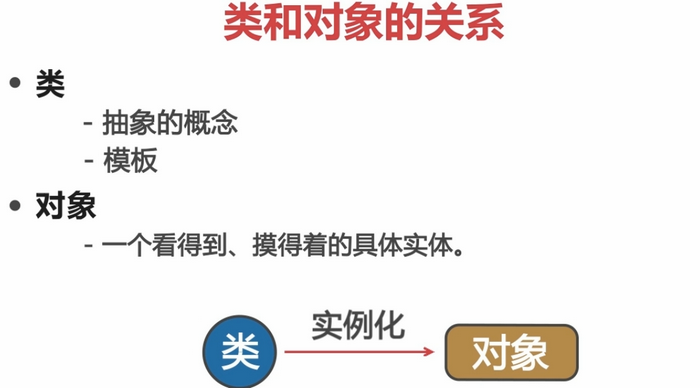 类和对象的关系
• 类
- 抽象的概念
- 模板
• 对象
- 一个看得到、摸得着的具体实体。
实例化
类
对象